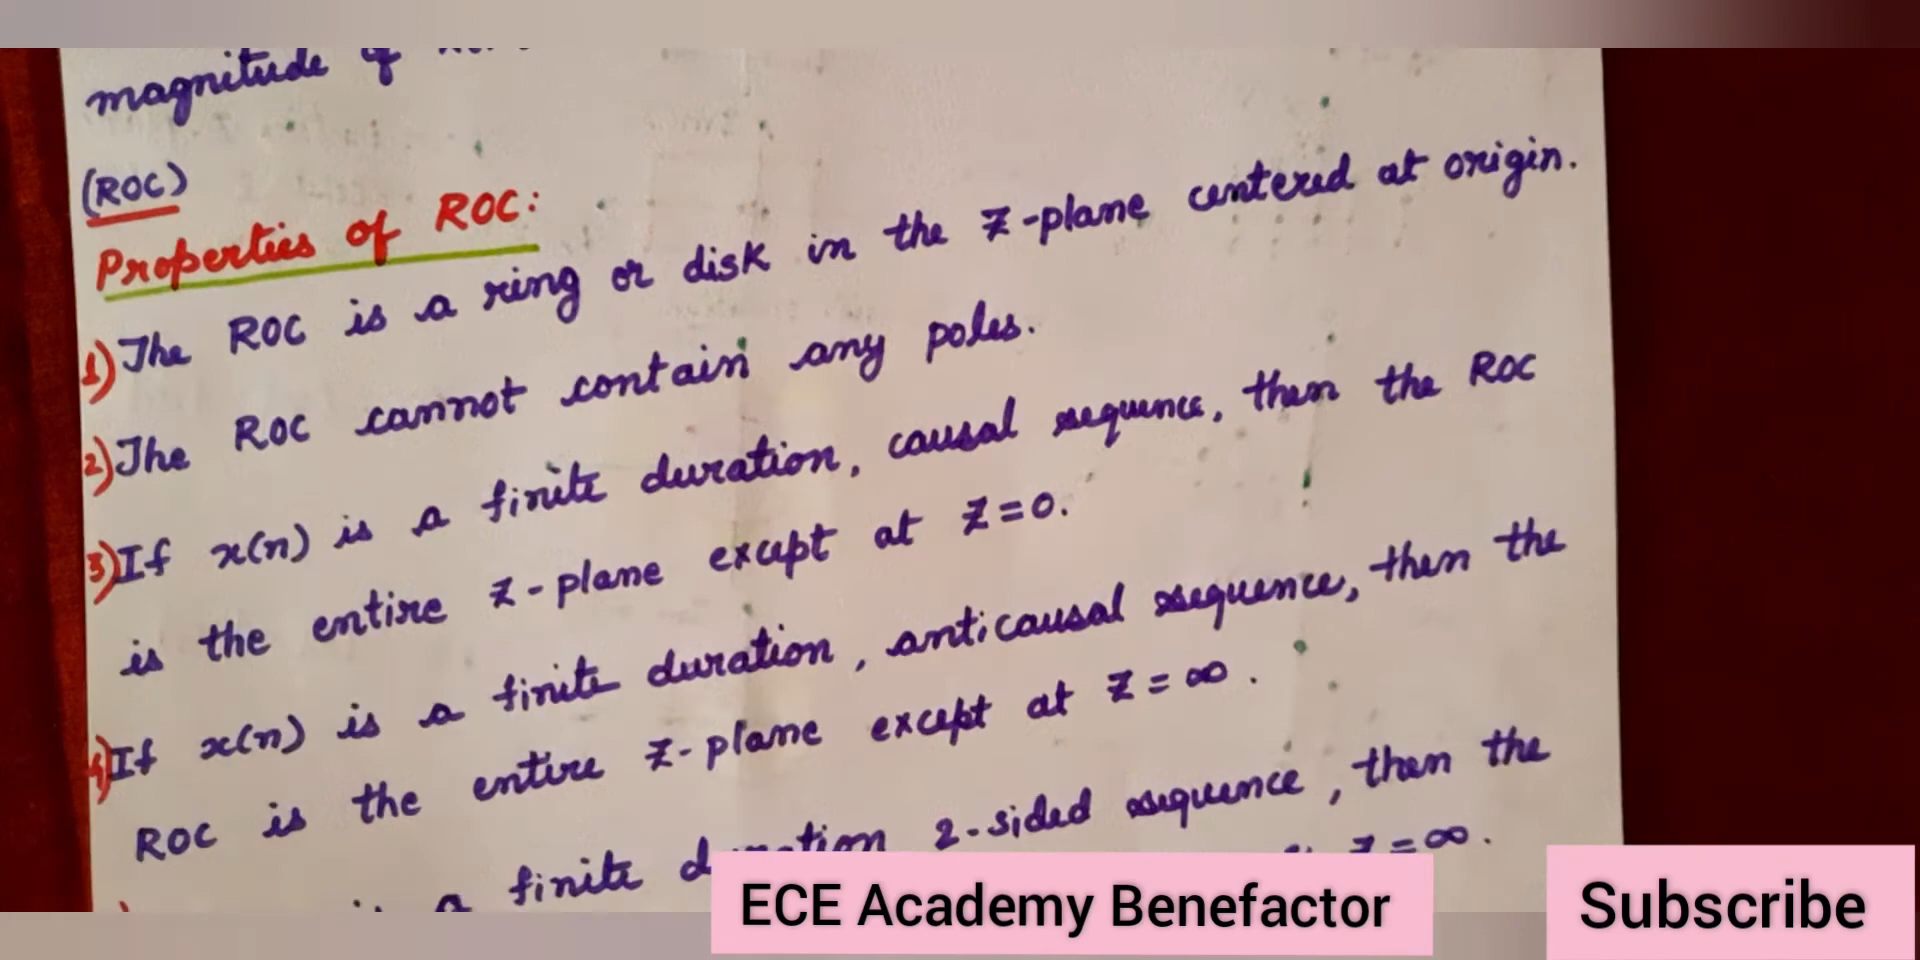 magnitude of
(ROC)
Properties of ROC:
1) The ROC is a ring or disk in the Z-plane centered at origin.
2) The ROC cannot contain any poles.
3) If x(n) is a finite duration, causal sequence, then the ROC
is the entire Z-plane except at Z=0.
4) If x(n) is a finite duration, anticausal sequence, then the
ROC is the entire Z-plane except at Z=∞.
a finite duration 2-sided sequence, then the
Z=∞.
ECE Academy Benefactor
Subscribe